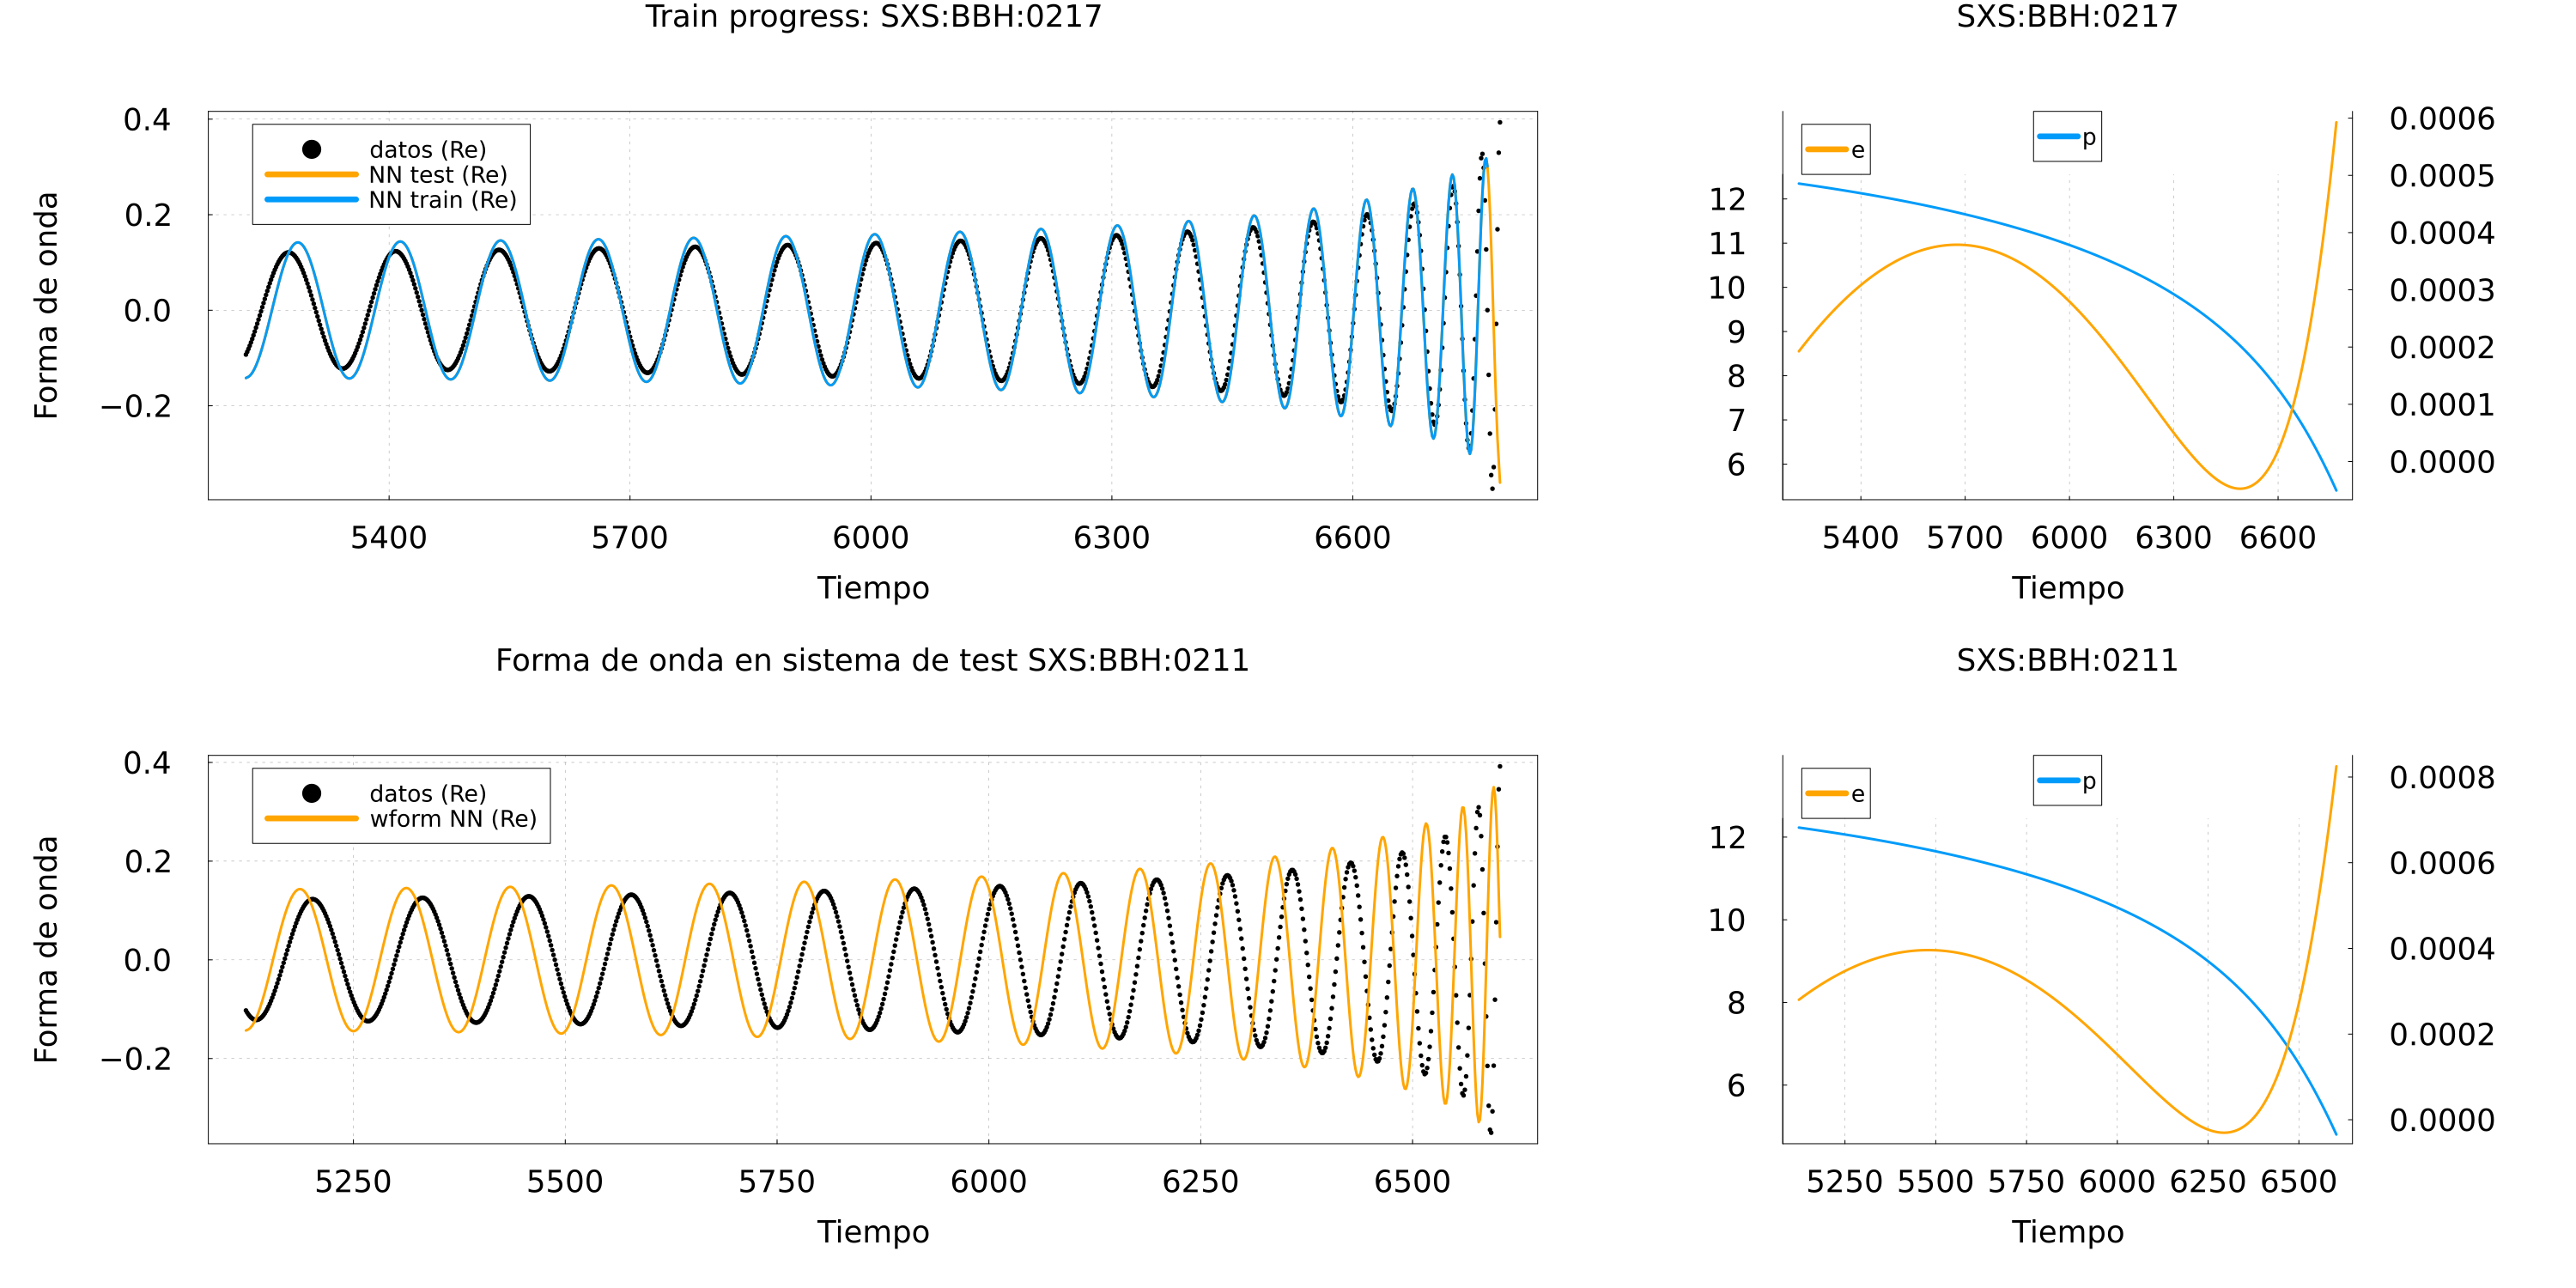 Train progress: SXS:BBH:0217
0.4
0.2
0.0
−0.2
Forma de onda
datos (Re)
NN test (Re)
NN train (Re)
5400 5700 6000 6300 6600
Tiempo
SXS:BBH:0217
e
p
12
11
10
9
8
7
6
0.0006
0.0005
0.0004
0.0003
0.0002
0.0001
0.0000
5400 5700 6000 6300 6600
Tiempo
Forma de onda en sistema de test SXS:BBH:0211
0.4
0.2
0.0
−0.2
Forma de onda
datos (Re)
wform NN (Re)
5250 5500 5750 6000 6250 6500
Tiempo
SXS:BBH:0211
e
p
12
10
8
6
0.0008
0.0006
0.0004
0.0002
0.0000
5250 5500 5750 6000 6250 6500
Tiempo